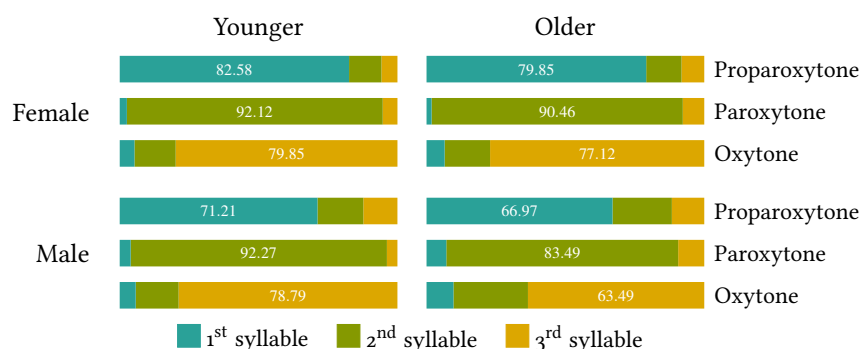 Younger Older
82.58 79.85 Proparoxytone
Female 92.12 90.46 Paroxytone
79.85 77.12 Oxytone
71.21 66.97 Proparoxytone
Male 92.27 83.49 Paroxytone
78.79 63.49 Oxytone
1st syllable 2nd syllable 3rd syllable